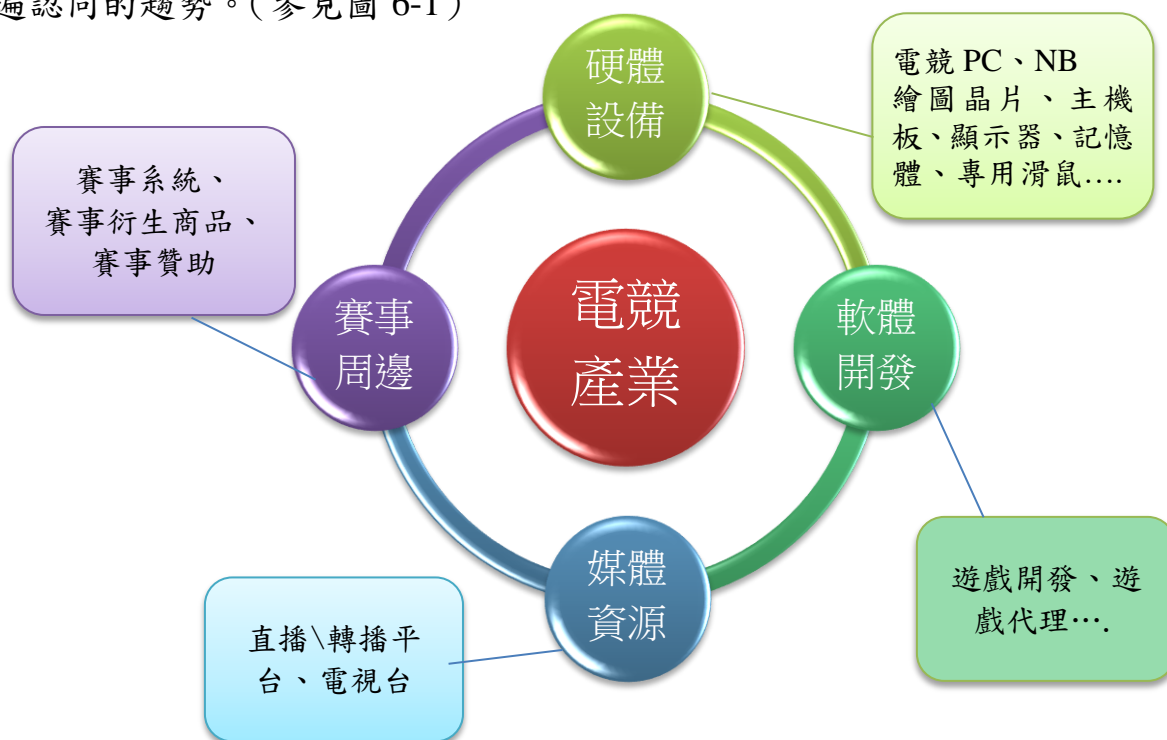 遍認同的趨勢。(參見圖 6-1)
硬體
設備
電競 PC、NB
繪圖晶片、主機
板、顯示器、記憶
體、專用滑鼠....
賽事系統、
賽事衍生商品、
賽事贊助
電競
產業
賽事
周邊
軟體
開發
媒體
資源
遊戲開發、遊
戲代理….
直播\轉播平
台、電視台